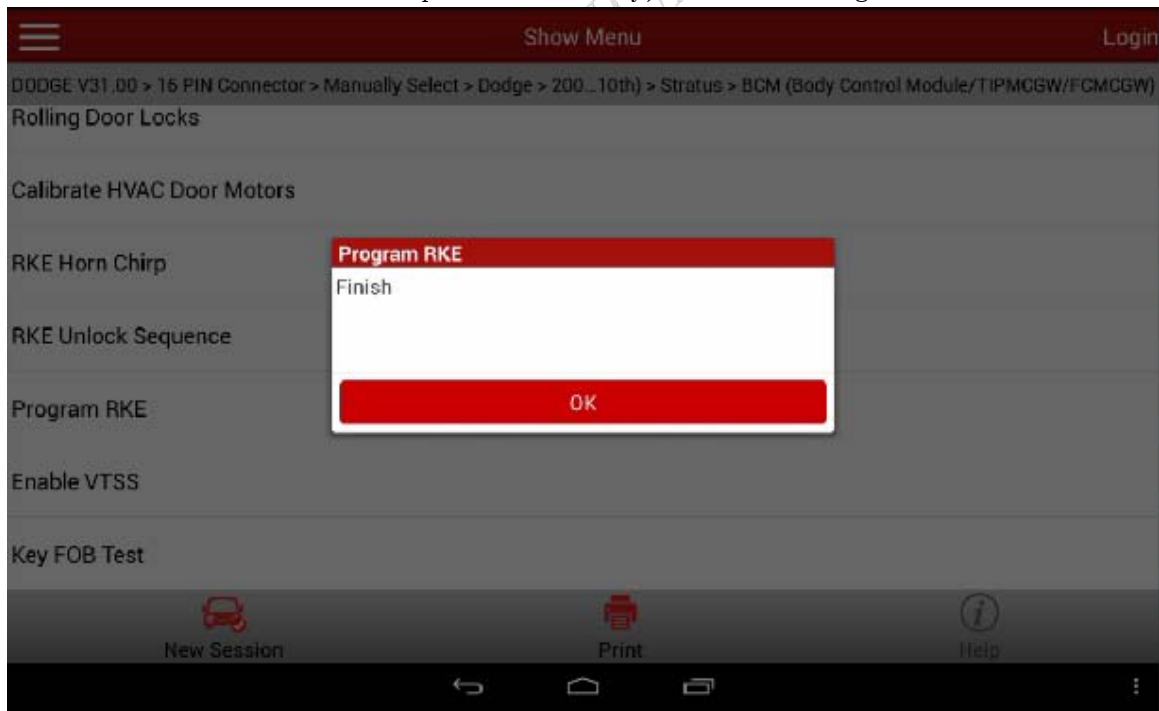 Show Menu
Login
DODGE V31.00 > 16 PIN Connector > Manually Select > Dodge > 200...10th) > Stratus > BCM (Body Control Module/TIPMCGW/FCMCGW)
Rolling Door Locks
Calibrate HVAC Door Motors
RKE Horn Chirp
Program RKE
Finish
RKE Unlock Sequence
OK
Program RKE
Enable VTSS
Key FOB Test
New Session
Print
Help